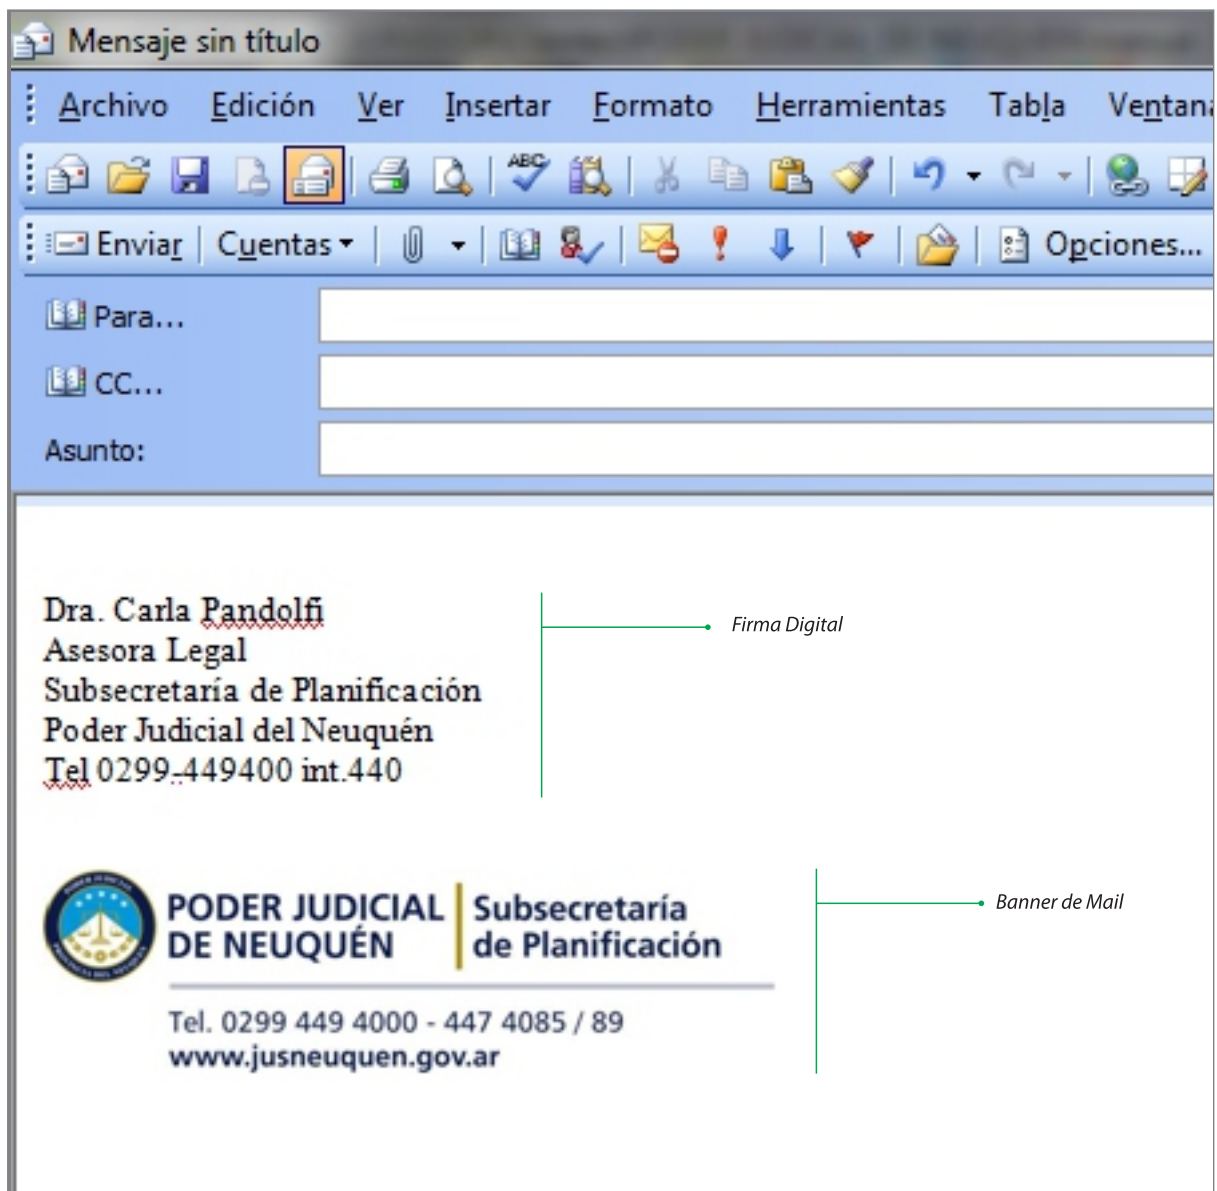 Mensaje sin título
Archivo Edición Ver Insertar Formato Herramientas Tabla Ventana
ABC
Enviar Cuentas Opciones...
Para...
CC...
Asunto:
Dra. Carla Pandolfi
Asesora Legal
Subsecretaría de Planificación
Poder Judicial del Neuquén
Tel 0299-449400 int.440
Firma Digital
PODER JUDICIAL DE NEUQUÉN
Subsecretaría de Planificación
Banner de Mail
Tel. 0299 449 4000 - 447 4085 / 89
www.jusneuquen.gov.ar